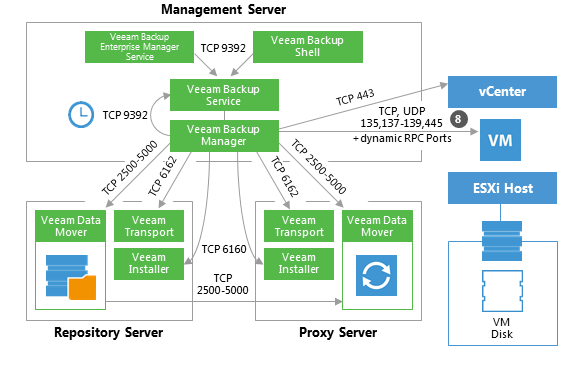 Management Server
Veeam Backup
Enterprise Manager
Service
TCP 9392
Veeam Backup
Shell
Veeam Backup
Service
TCP 9392
Veeam Backup
Manager
TCP 443
vCenter
TCP, UDP
135,137-139,445
+ dynamic RPC Ports
8
VM
TCP 2500-5000
TCP 6162
TCP 6162
TCP 2500-5000
ESXi Host
Veeam Data
Mover
Veeam
Transport
Veeam
Installer
TCP 6160
TCP
2500-5000
Veeam
Transport
Veeam
Installer
Veeam Data
Mover
VM
Disk
Repository Server
Proxy Server